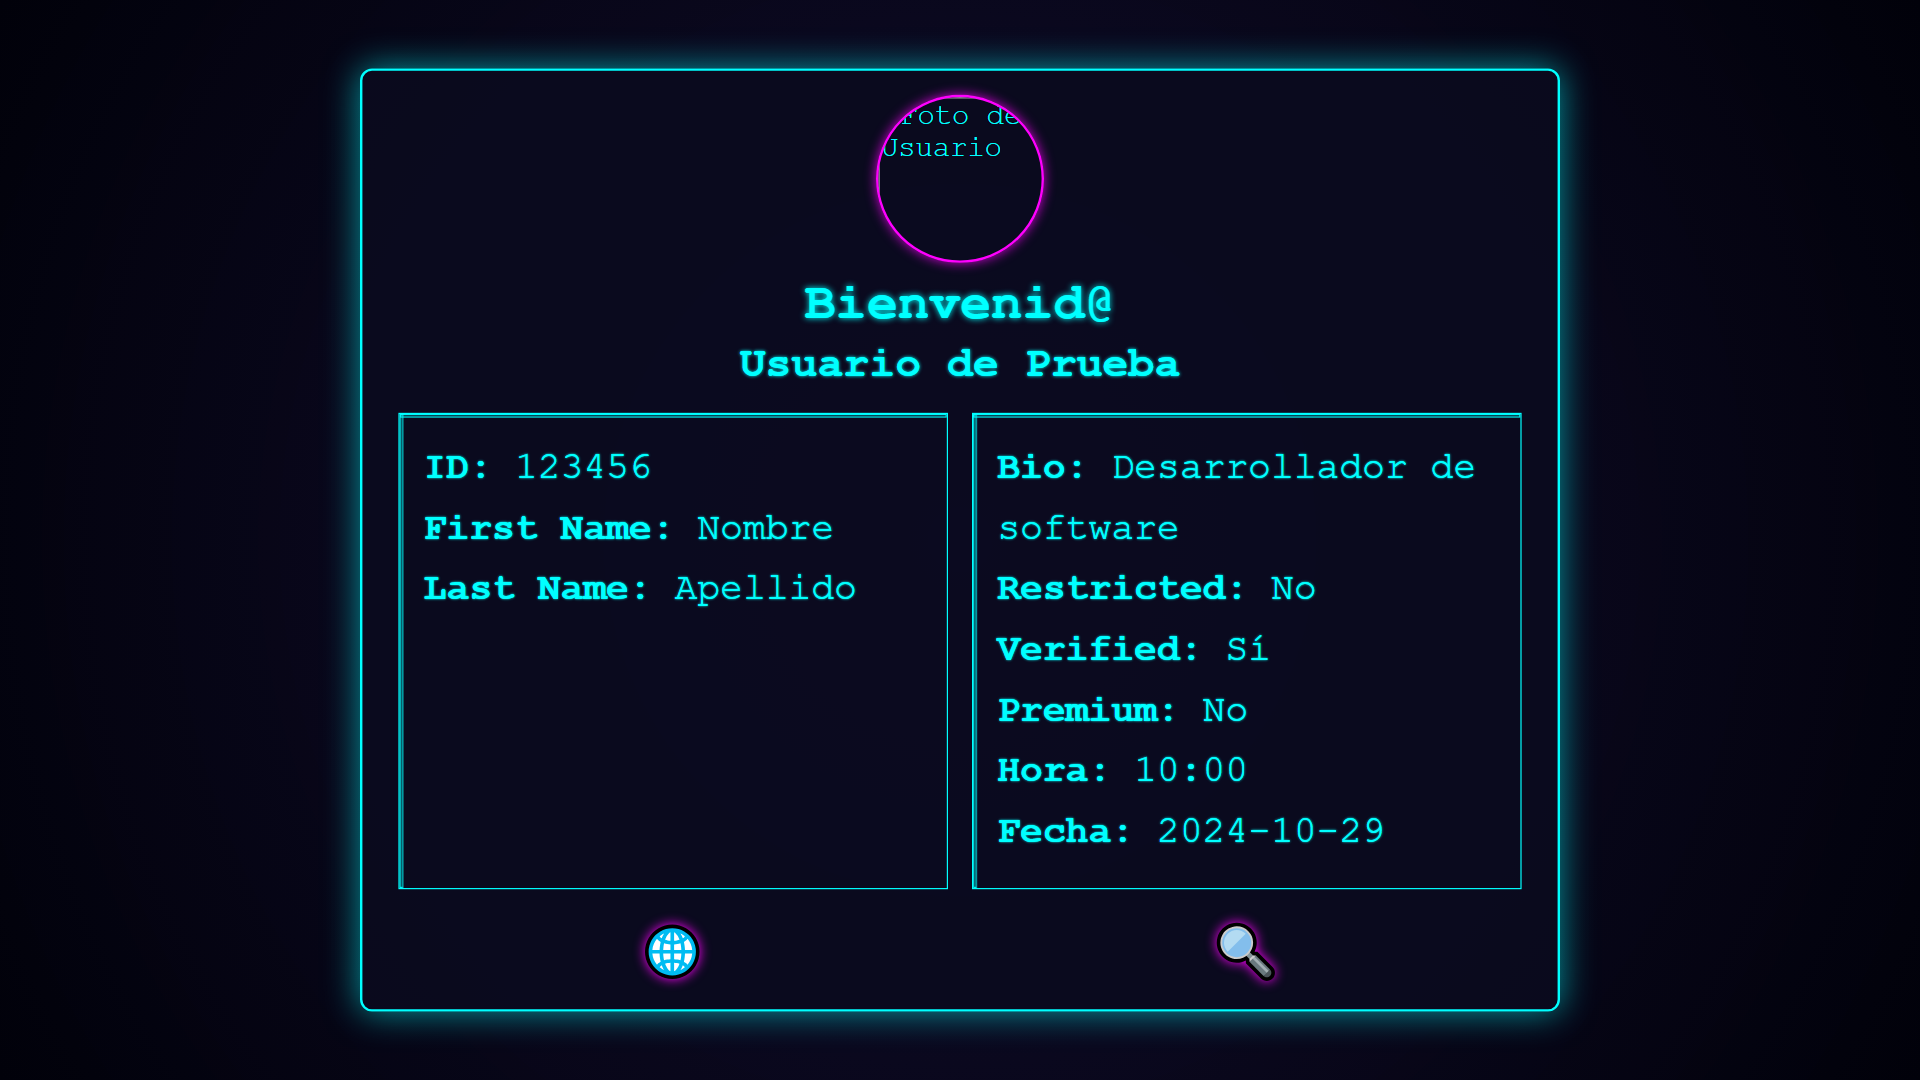 Foto de
Usuario
Bienvenid@
Usuario de Prueba
ID: 123456
First Name: Nombre
Last Name: Apellido
Bio: Desarrollador de
software
Restricted: No
Verified: Sí
Premium: No
Hora: 10:00
Fecha: 2024-10-29